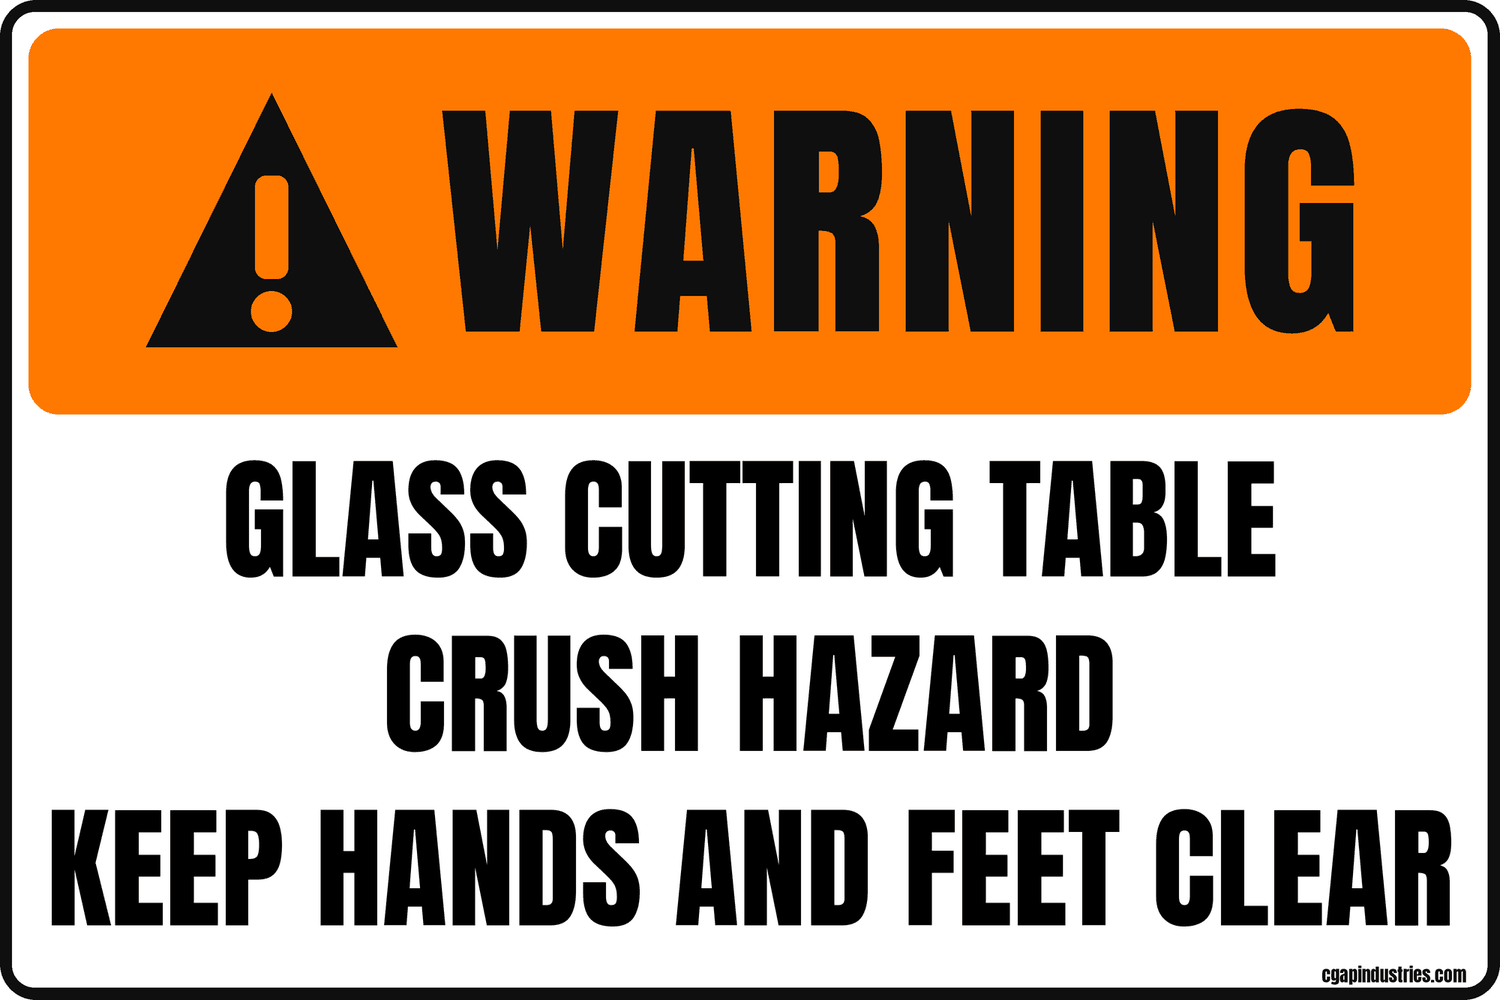 WARNING
GLASS CUTTING TABLE
CRUSH HAZARD
KEEP HANDS AND FEET CLEAR
cgapindustries.com